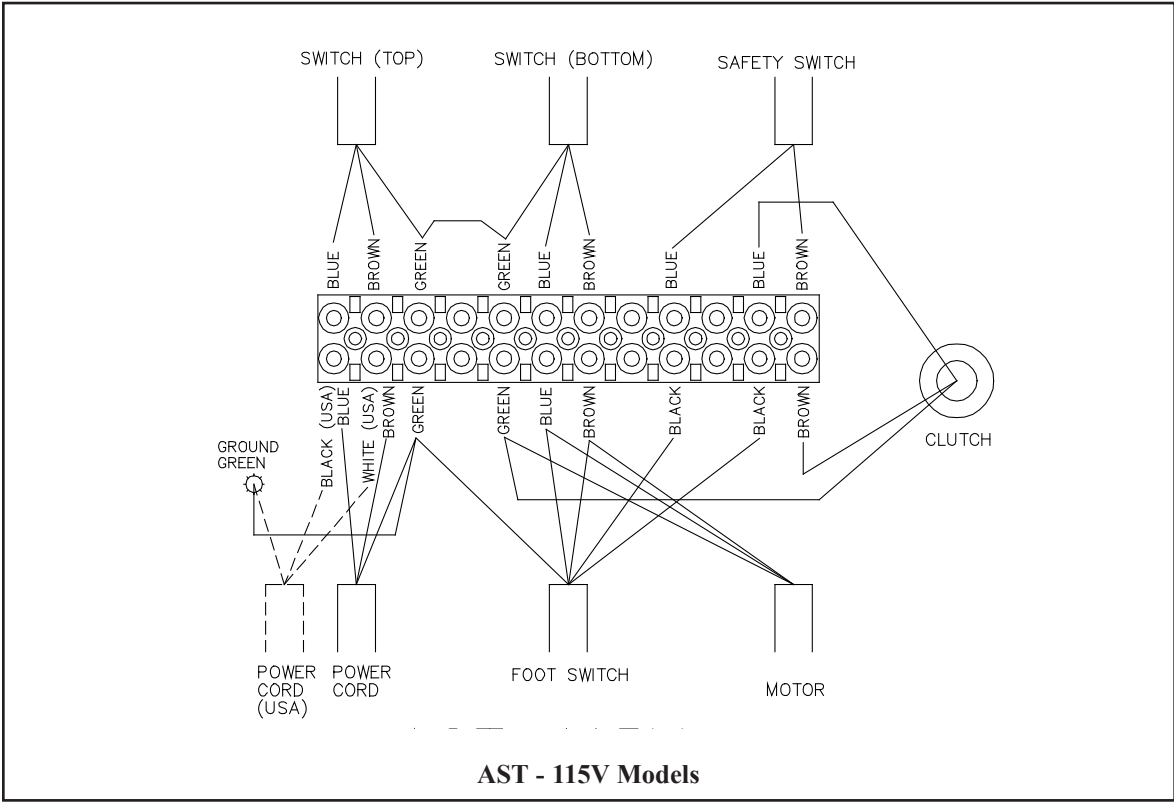 SWITCH (TOP)
SWITCH (BOTTOM)
SAFETY SWITCH
BLUE
BROWN
GREEN
GREEN
BLUE
BROWN
BLUE
BLUE
BROWN
BLACK (USA)
BLUE
WHITE (USA)
BROWN
GREEN
GREEN
BLUE
BROWN
BLACK
BLACK
BROWN
CLUTCH
GROUND
GREEN
POWER
CORD
(USA)
POWER
CORD
FOOT SWITCH
MOTOR
AST - 115V Models